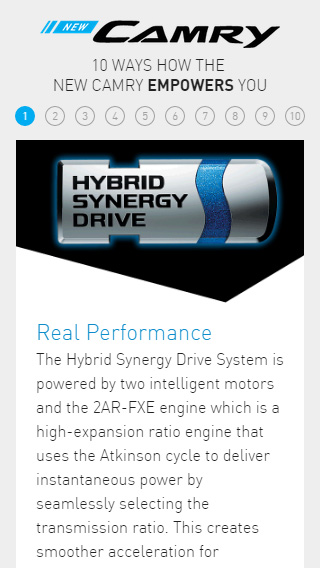 NEW CAMRY
10 WAYS HOW THE
NEW CAMRY EMPOWERS YOU
1 2 3 4 5 6 7 8 9 10
HYBRID
SYNERGY
DRIVE
Real Performance
The Hybrid Synergy Drive System is
powered by two intelligent motors
and the 2AR-FXE engine which is a
high-expansion ratio engine that
uses the Atkinson cycle to deliver
instantaneous power by
seamlessly selecting the
transmission ratio. This creates
smoother acceleration for